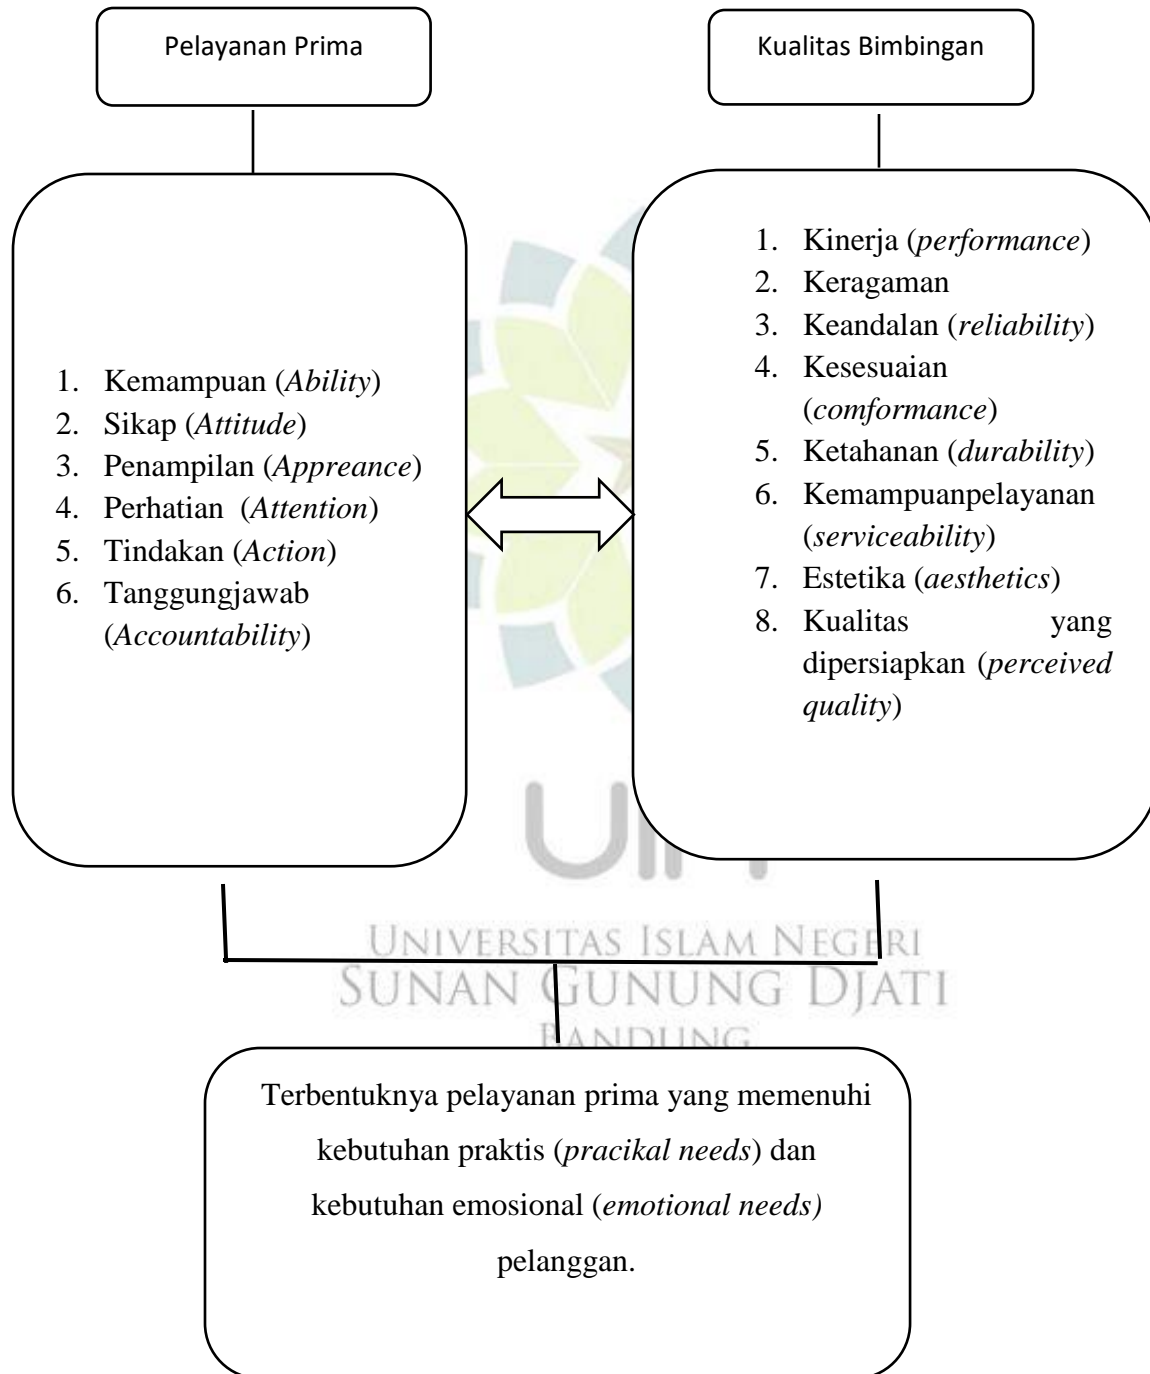 Pelayanan Prima
Kualitas Bimbingan
1. Kemampuan (Ability)
2. Sikap (Attitude)
3. Penampilan (Appreance)
4. Perhatian (Attention)
5. Tindakan (Action)
6. Tanggungjawab
(Accountability)
1. Kinerja (performance)
2. Keragaman
3. Keandalan (reliability)
4. Kesesuaian
(comformance)
5. Ketahanan (durability)
6. Kemampuanpelayanan
(serviceability)
7. Estetika (aesthetics)
8. Kualitas yang
dipersiapkan (perceived
quality)
UNIVERSITAS ISLAM NEGERI
SUNAN GUNUNG DJATI
BANDUNG
Terbentuknya pelayanan prima yang memenuhi
kebutuhan praktis (pracikal needs) dan
kebutuhan emosional (emotional needs)
pelanggan.